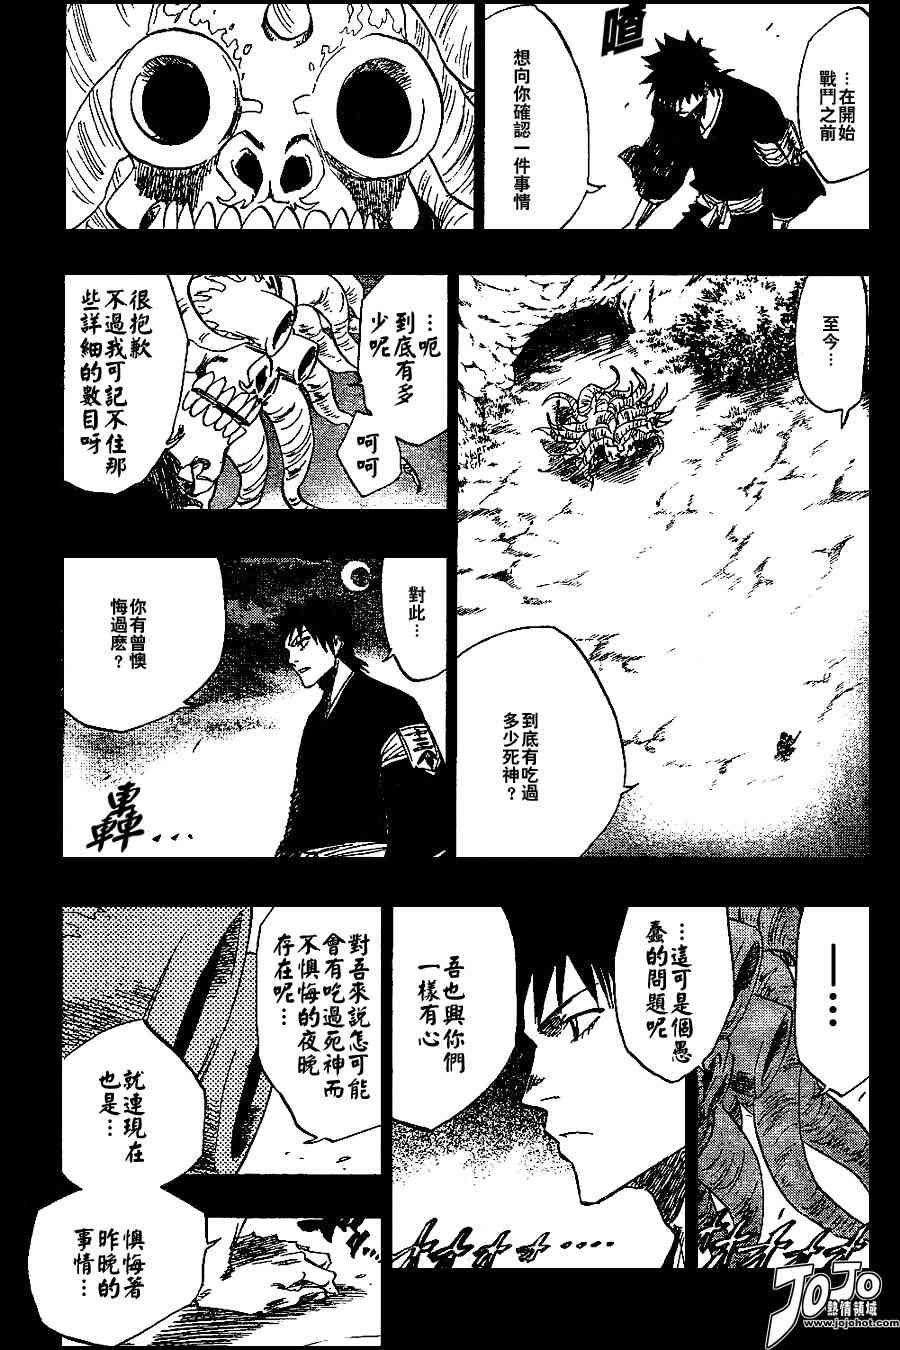 喳
…在開始
戰鬥之前
想向你確認一件事情
至今…
到底有吃過
多少死神？
…呃
到底有多
少呢
呵呵
很抱歉
不過我可記不住那
些詳細的數目呀
對此…
你有曾懊
悔過麽？
轟…
十三
…
…這可是個愚
蠢的問題呢
吾也與你們
一樣有心
對吾來說怎可能
會有吃過死神而
不懊悔的夜晚
存在呢…
就連現在
也是…
懊悔著
昨晚的
事情…
JOJO
熱情領域
www.jojohot.com